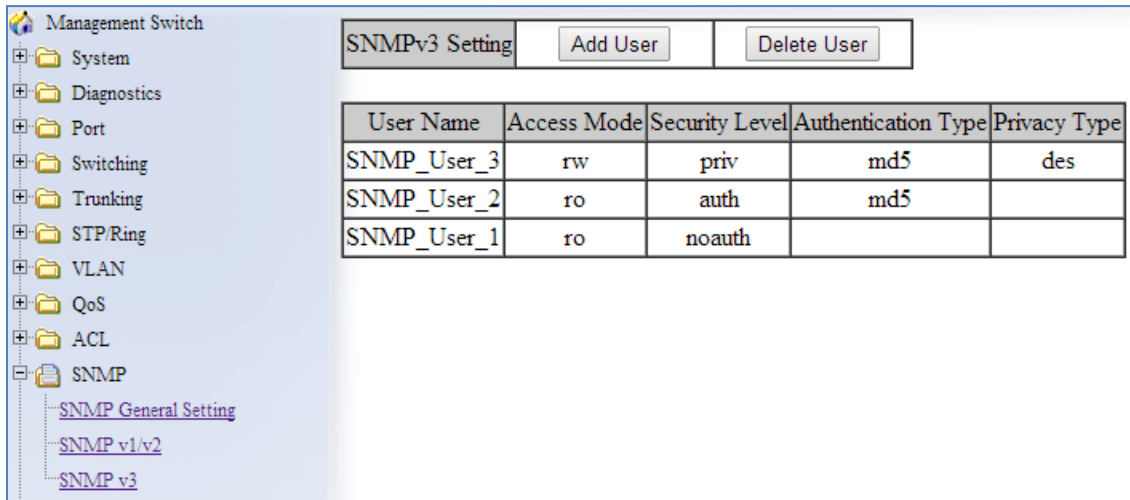 Management Switch
System
Diagnostics
Port
Switching
Trunking
STP/Ring
VLAN
QoS
ACL
SNMP
SNMP General Setting
SNMP v1/v2
SNMP v3
SNMPv3 Setting Add User Delete User
User Name Access Mode Security Level Authentication Type Privacy Type
SNMP_User_3 rw priv md5 des
SNMP_User_2 ro auth md5
SNMP_User_1 ro noauth